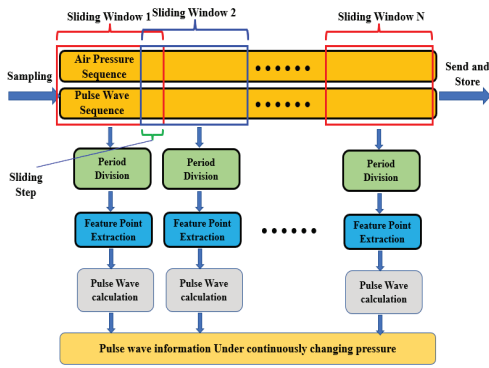 Sliding Window 1
Sliding Window 2
Sliding Window N
Sampling
Air Pressure
Sequence
Pulse Wave
Sequence
Send and
Store
Sliding
Step
Period
Division
Period
Division
Period
Division
Feature Point
Extraction
Feature Point
Extraction
Feature Point
Extraction
Pulse Wave
calculation
Pulse Wave
calculation
Pulse Wave
calculation
Pulse wave information Under continuously changing pressure